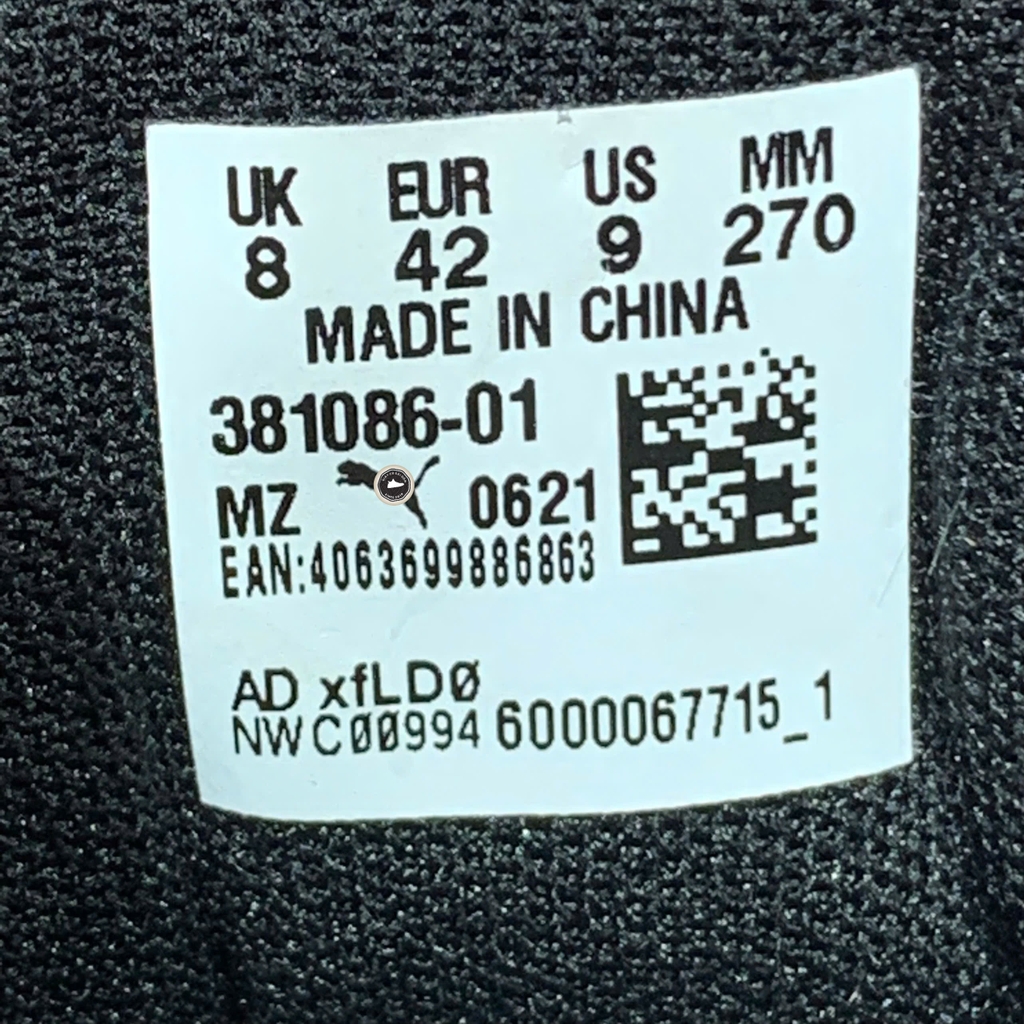 UK EUR US MM
8 42 9 270
MADE IN CHINA
381086-01
MZ 0621
EAN:4063699886863
AD xfLDØ
NWC00994 6000067715_1